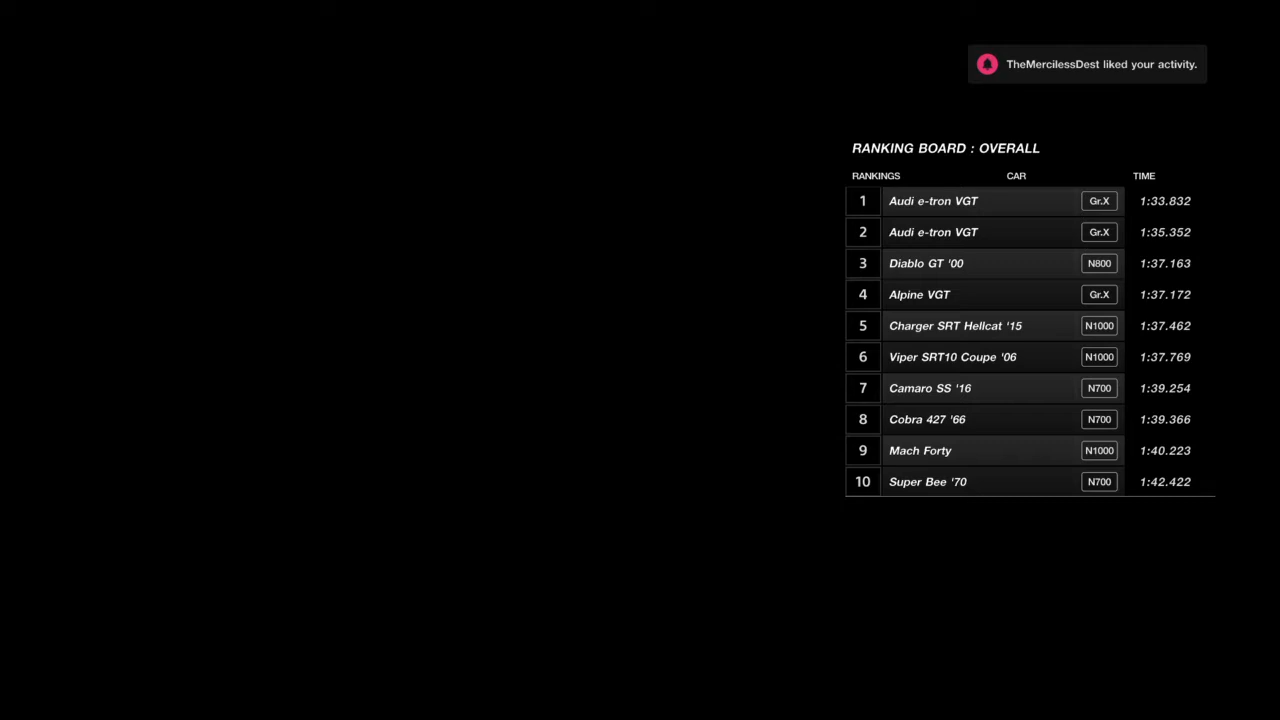 TheMercilessDest liked your activity.
RANKING BOARD : OVERALL
RANKINGS CAR TIME
1 Audi e-tron VGT Gr.X 1:33.832
2 Audi e-tron VGT Gr.X 1:35.352
3 Diablo GT '00 N800 1:37.163
4 Alpine VGT Gr.X 1:37.172
5 Charger SRT Hellcat '15 N1000 1:37.462
6 Viper SRT10 Coupe '06 N1000 1:37.769
7 Camaro SS '16 N700 1:39.254
8 Cobra 427 '66 N700 1:39.366
9 Mach Forty N1000 1:40.223
10 Super Bee '70 N700 1:42.422